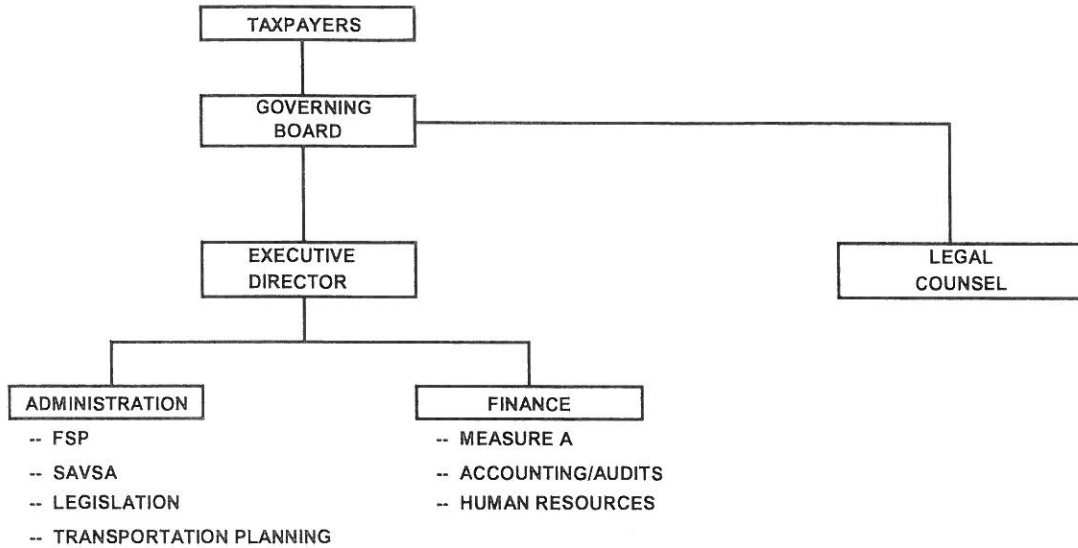 TAXPAYERS
GOVERNING
BOARD
EXECUTIVE
DIRECTOR
LEGAL
COUNSEL
ADMINISTRATION
-- FSP
-- SAVSA
-- LEGISLATION
-- TRANSPORTATION PLANNING
FINANCE
-- MEASURE A
-- ACCOUNTING/AUDITS
-- HUMAN RESOURCES